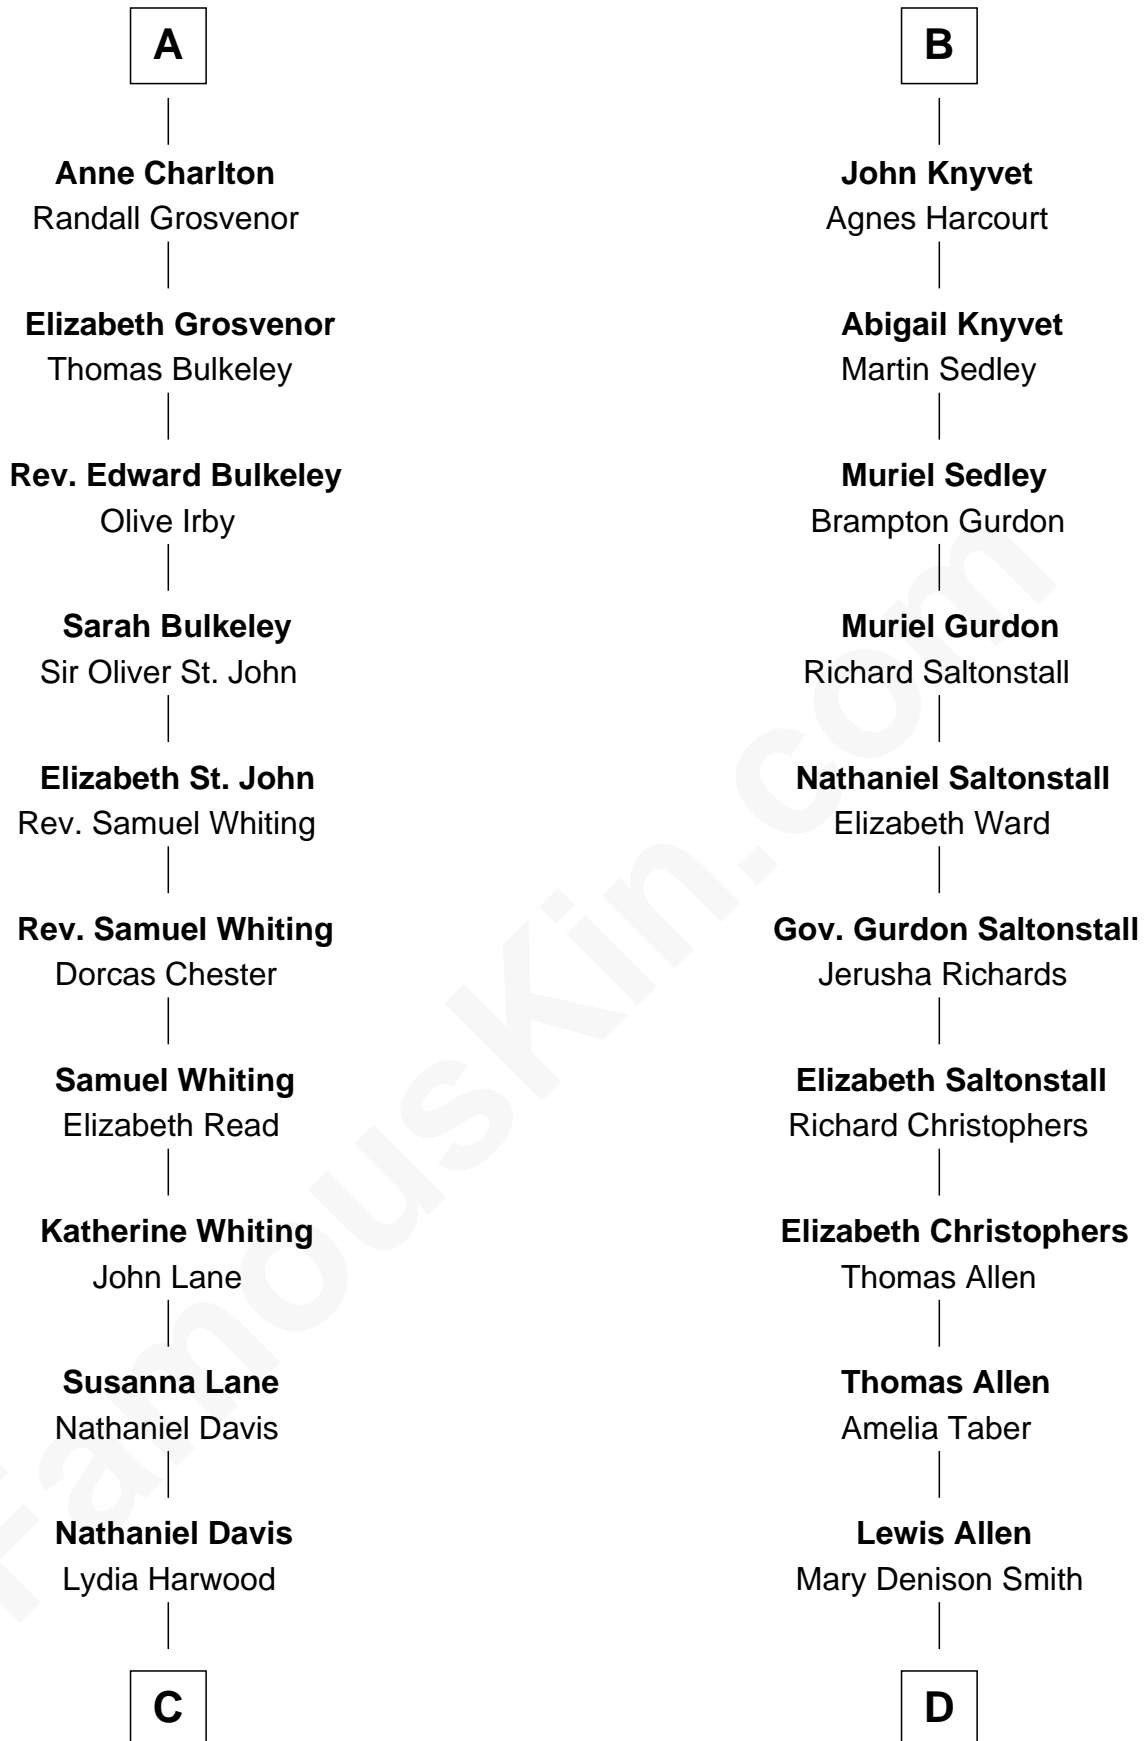 A
Anne Charlton
Randall Grosvenor
Elizabeth Grosvenor
Thomas Bulkeley
Rev. Edward Bulkeley
Olive Irby
Sarah Bulkeley
Sir Oliver St. John
Elizabeth St. John
Rev. Samuel Whiting
Rev. Samuel Whiting
Dorcas Chester
Samuel Whiting
Elizabeth Read
Katherine Whiting
John Lane
Susanna Lane
Nathaniel Davis
Nathaniel Davis
Lydia Harwood
C
B
John Knyvet
Agnes Harcourt
Abigail Knyvet
Martin Sedley
Muriel Sedley
Brampton Gurdon
Muriel Gurdon
Richard Saltonstall
Nathaniel Saltonstall
Elizabeth Ward
Gov. Gurdon Saltonstall
Jerusha Richards
Elizabeth Saltonstall
Richard Christophers
Elizabeth Christophers
Thomas Allen
Thomas Allen
Amelia Taber
Lewis Allen
Mary Denison Smith
D
FamousKin.com